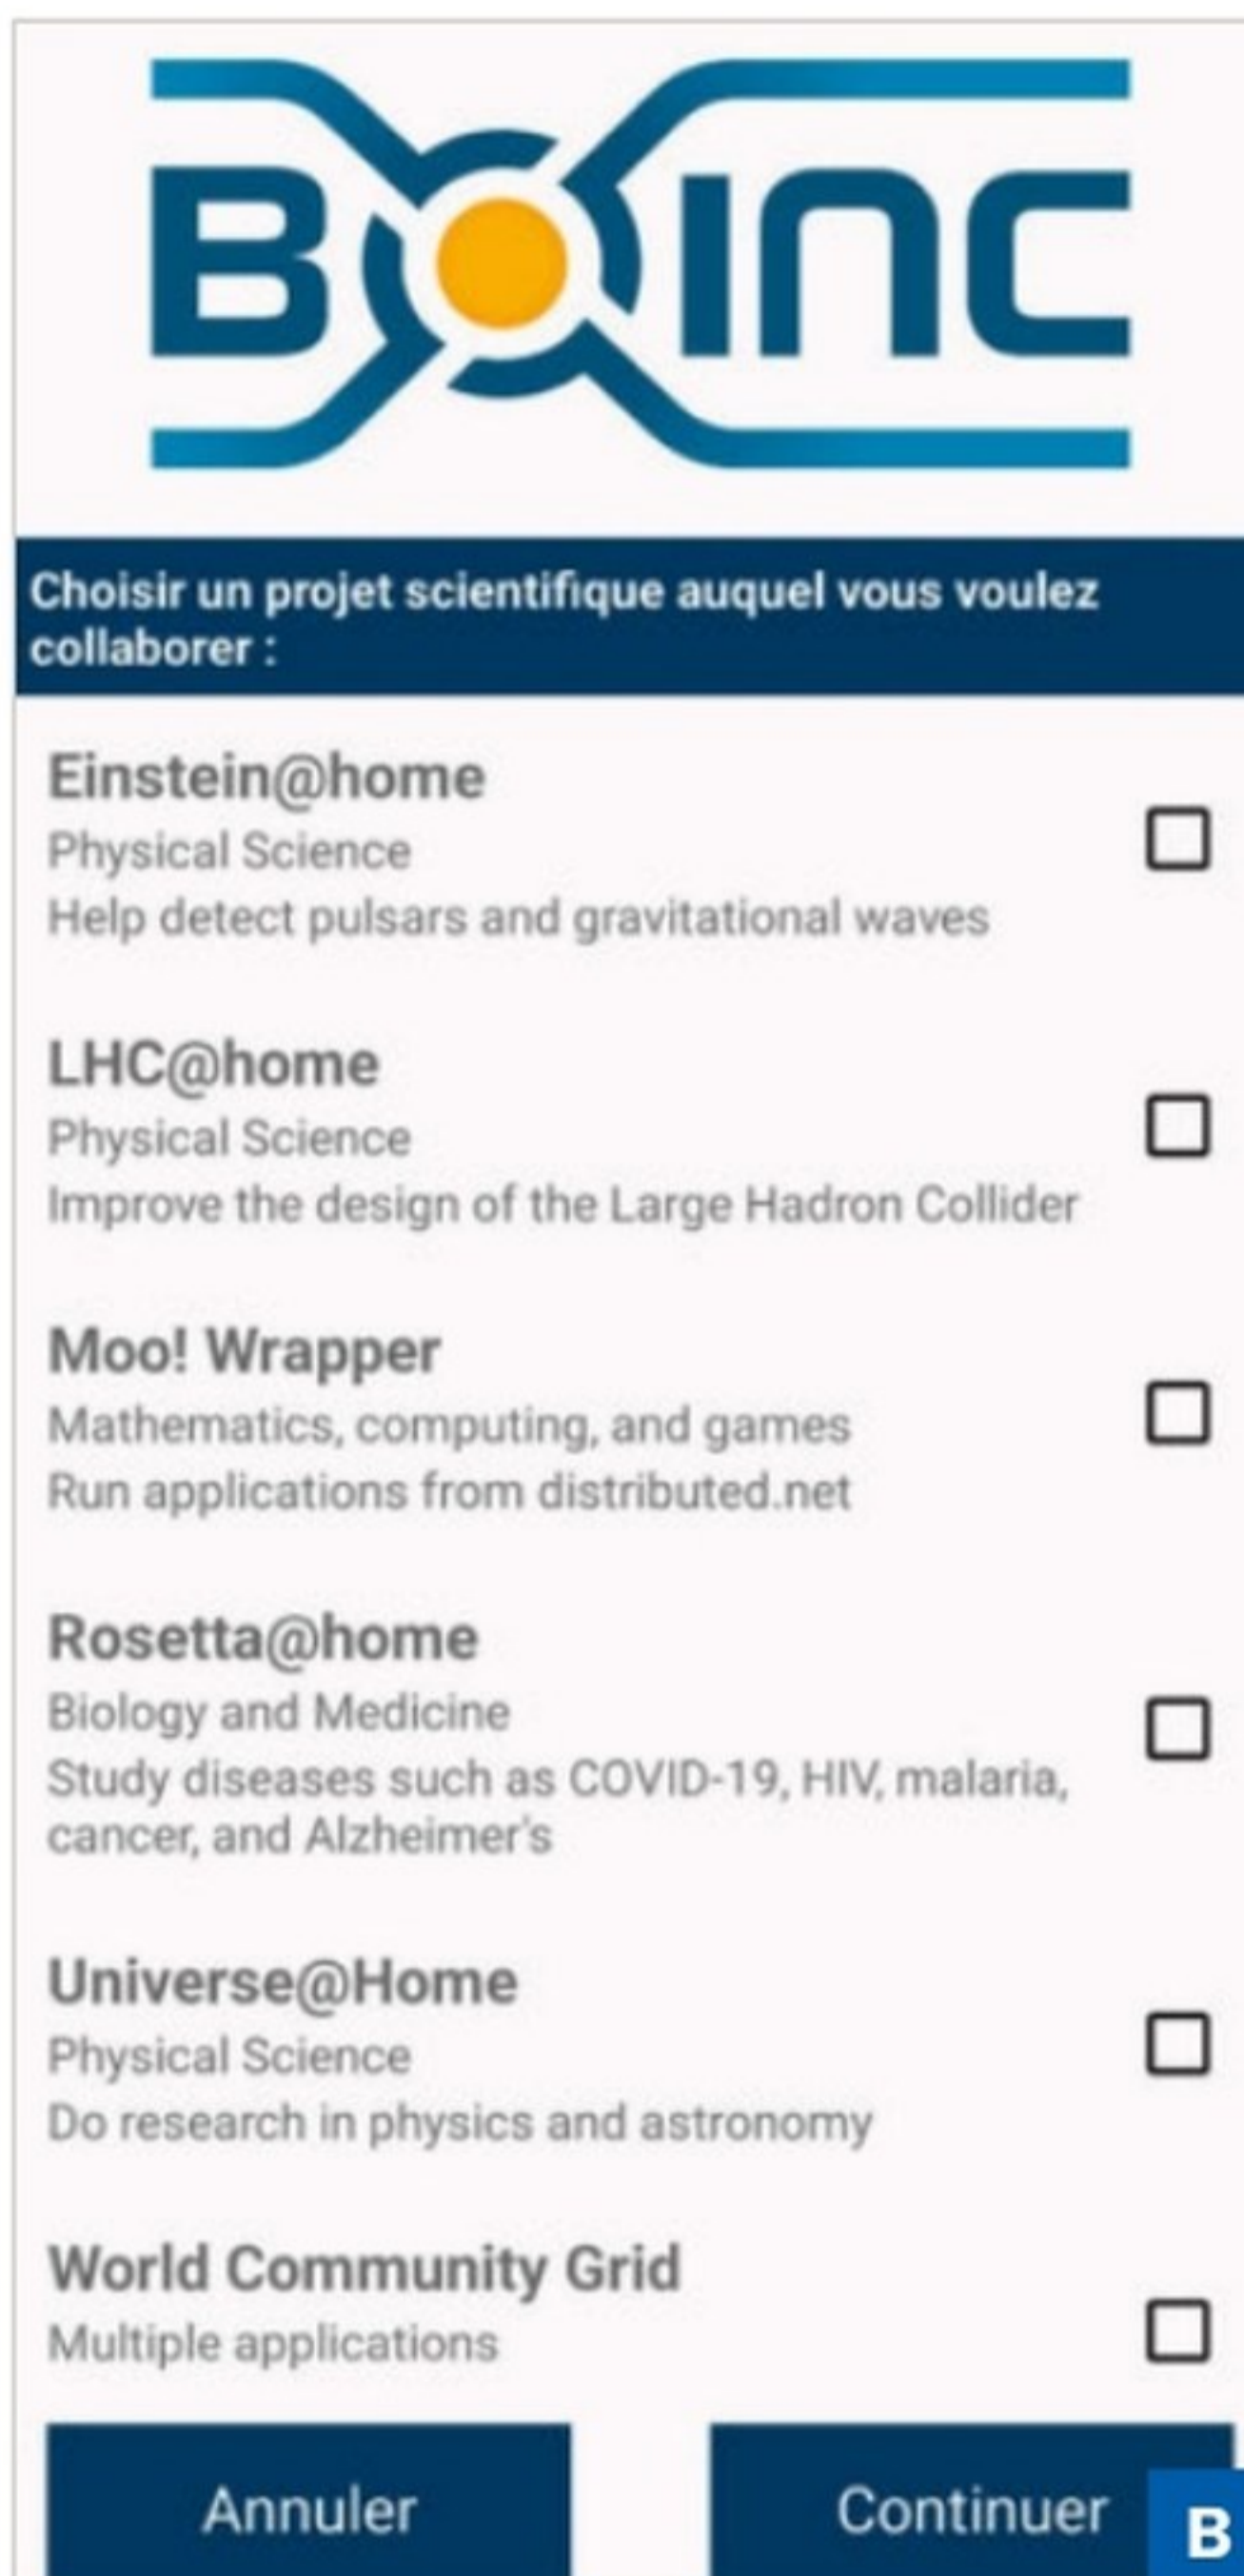 BOINC
Choisir un projet scientifique auquel vous voulez
collaborer :
Einstein@home
Physical Science
Help detect pulsars and gravitational waves
LHC@home
Physical Science
Improve the design of the Large Hadron Collider
Moo! Wrapper
Mathematics, computing, and games
Run applications from distributed.net
Rosetta@home
Biology and Medicine
Study diseases such as COVID-19, HIV, malaria,
cancer, and Alzheimer's
Universe@Home
Physical Science
Do research in physics and astronomy
World Community Grid
Multiple applications
Annuler
Continuer
B